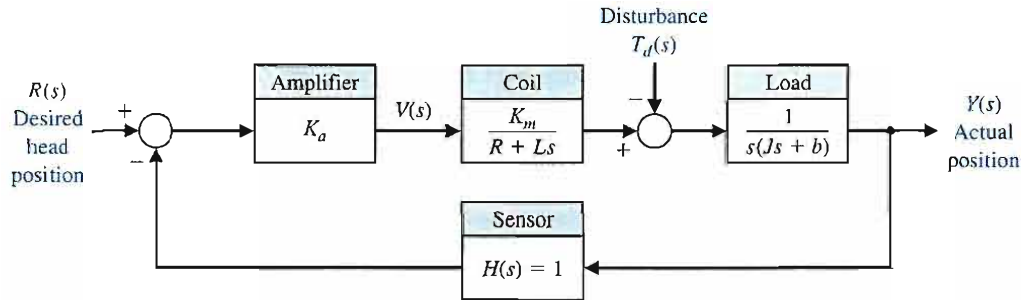 Disturbance
T_d(s)
R(s)
Desired
head
position
+
−
Amplifier
K_a
V(s)
Coil
K_m
R + Ls
−
+
Load
1
s(Js + b)
Y(s)
Actual
position
Sensor
H(s) = 1